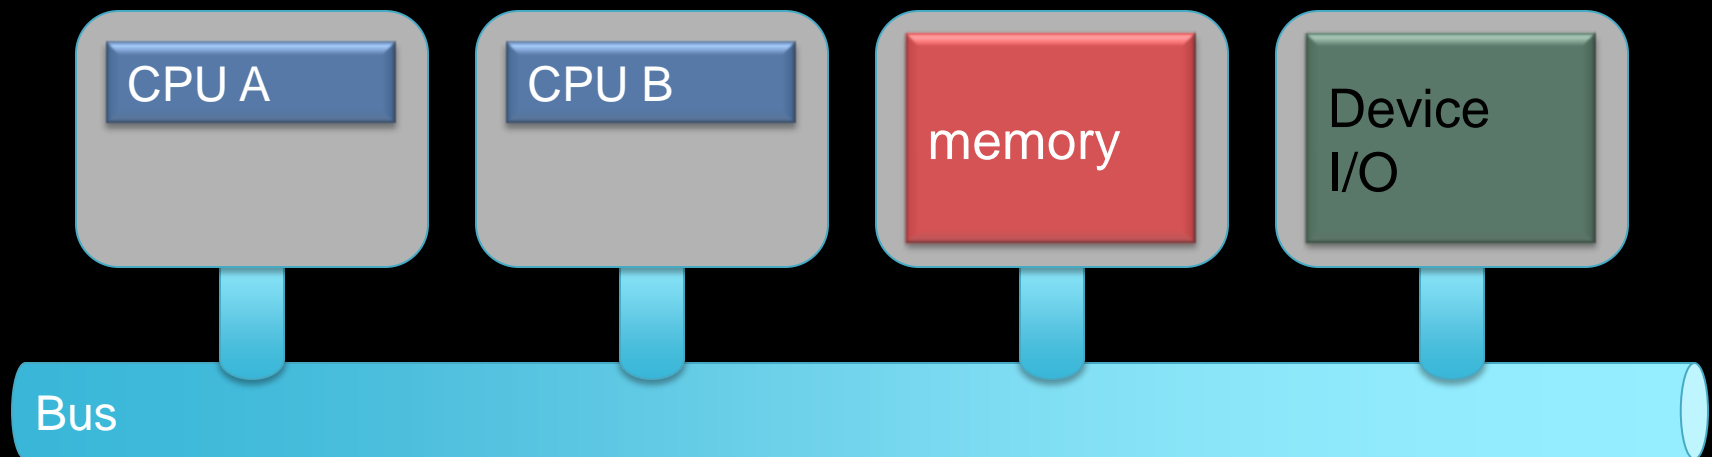 CPU A
CPU B
memory
Device
I/O
Bus